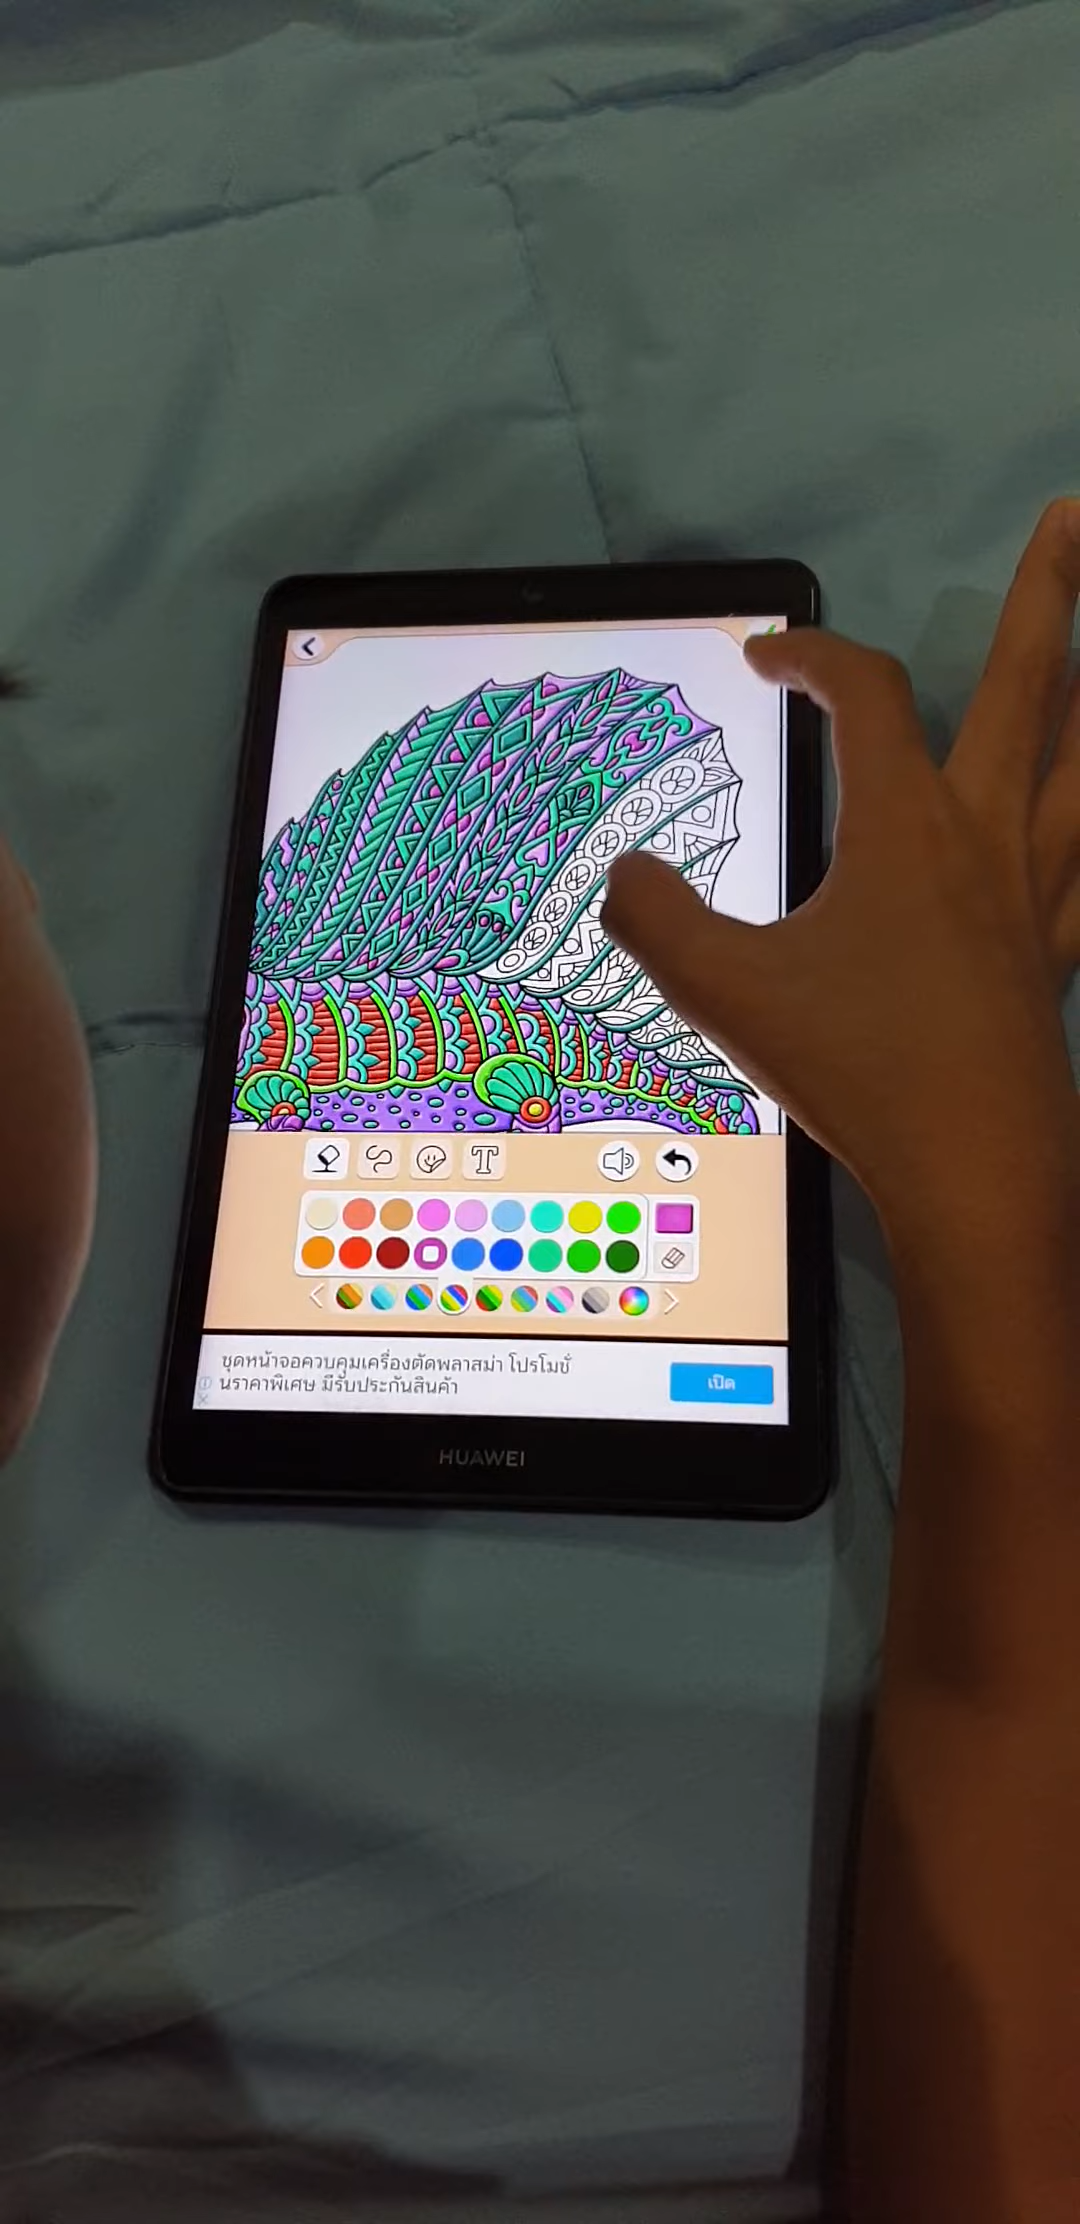 T
ชุดหน้าจอควบคุมเครื่องตัดพลาสม่า โปรโมชั่
นราคาพิเศษ มีรับประกันสินค้า
เปิด
HUAWEI